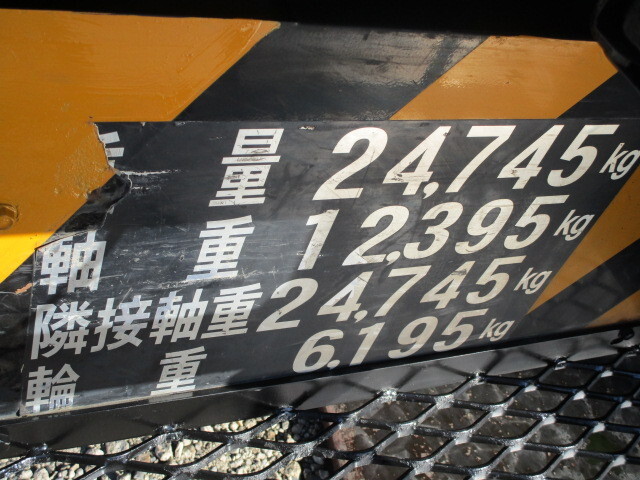 量 24,745kg
軸 重 12,395kg
隣接軸重 24,745kg
輪 重 6,195kg